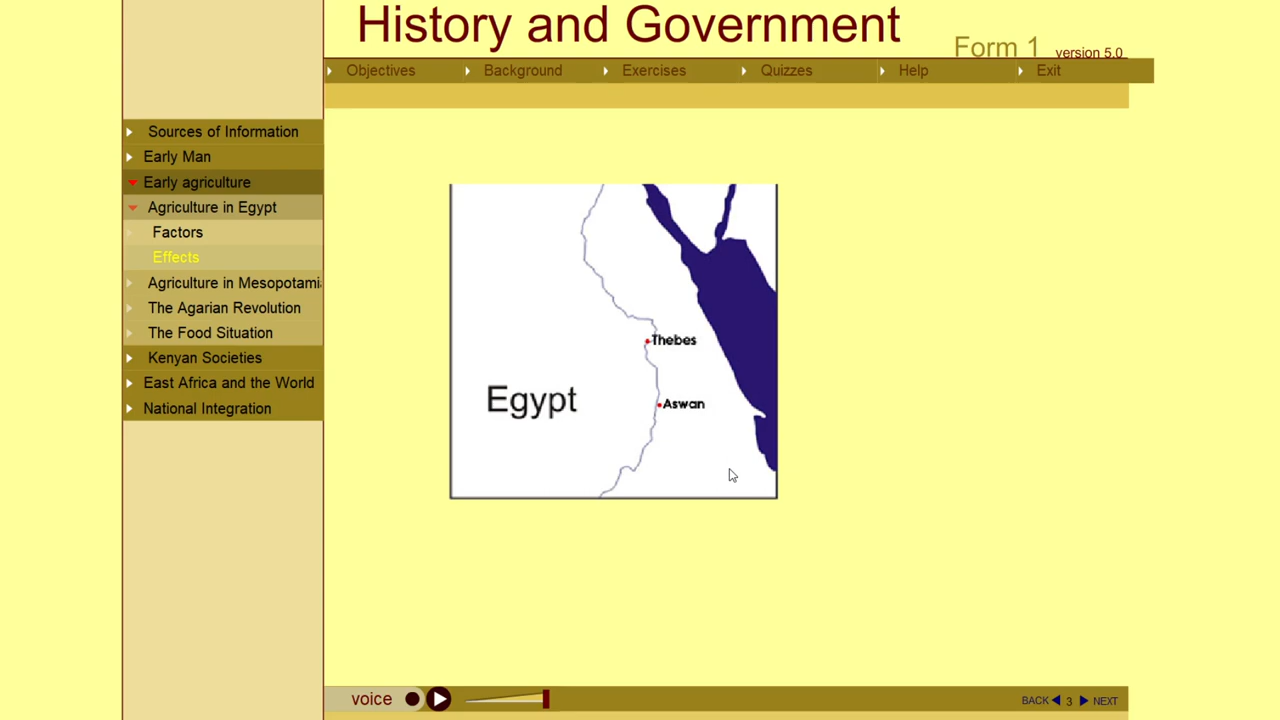 History and Government
Form 1 version 5.0
Objectives Background Exercises Quizzes Help Exit
Sources of Information
Early Man
Early agriculture
Agriculture in Egypt
Factors
Effects
Agriculture in Mesopotami
The Agarian Revolution
The Food Situation
Kenyan Societies
East Africa and the World
National Integration
Thebes
Egypt
Aswan
voice
BACK 3 NEXT